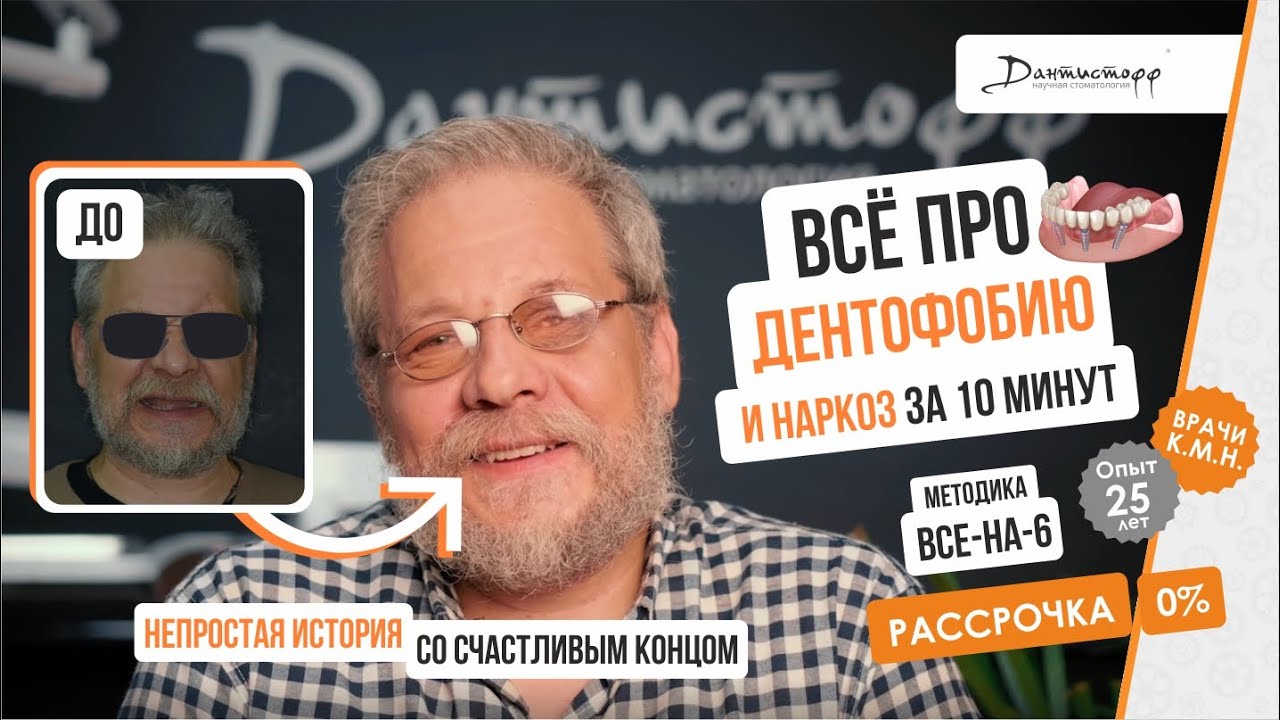 Дантистофф
научная стоматология
Дантистофф
ДО
ВСЁ ПРО
ДЕНТОФОБИЮ
И НАРКОЗ ЗА 10 МИНУТ
ВРАЧИ
К.М.Н.
Опыт
25
лет
МЕТОДИКА
ВСЕ-НА-6
РАССРОЧКА 0%
НЕПРОСТАЯ ИСТОРИЯ
СО СЧАСТЛИВЫМ КОНЦОМ